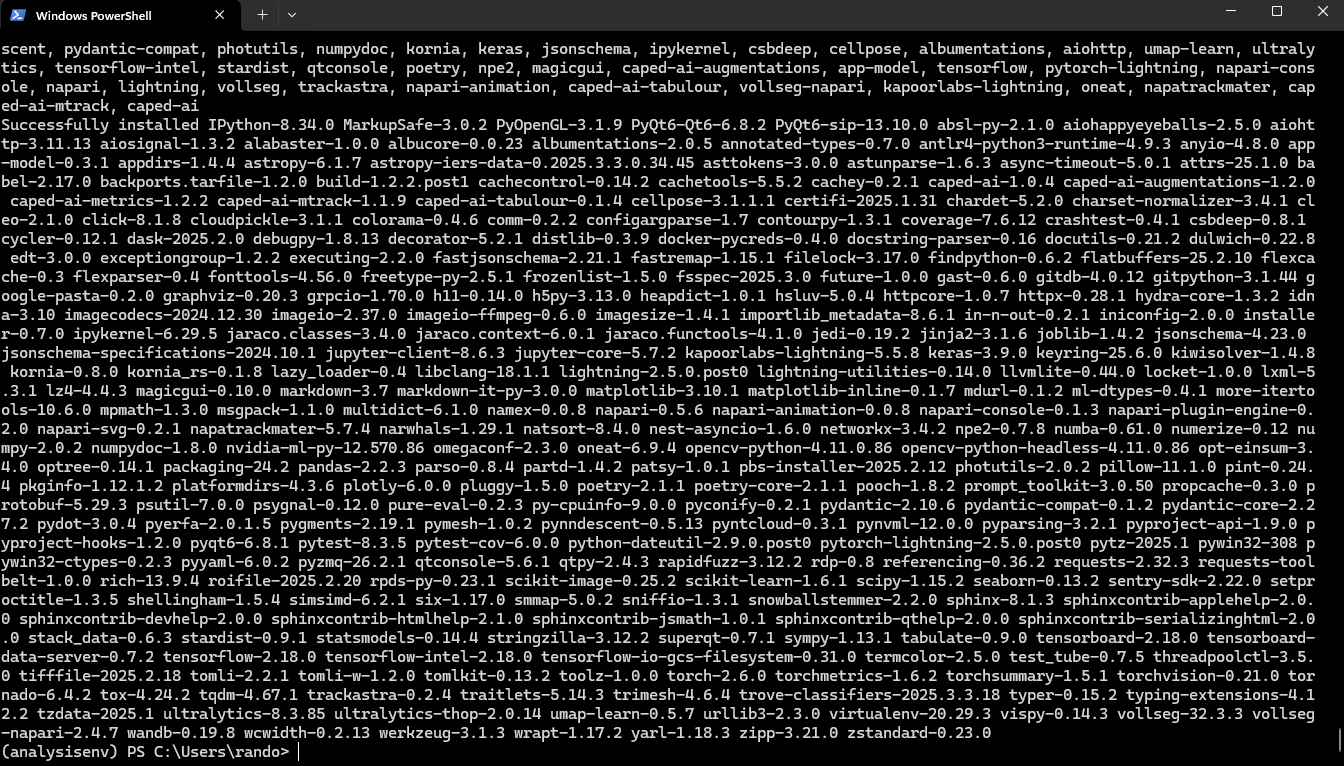 Windows PowerShell
scent, pydantic-compat, photutils, numpydoc, kornia, keras, jsonschema, ipykernel, csbdeep, cellpose, albumentations, aiohttp, umap-learn, ultraly
tics, tensorflow-intel, stardist, qtconsole, poetry, npe2, magicgui, caped-ai-augmentations, app-model, tensorflow, pytorch-lightning, napari-cons
ole, napari, lightning, vollseg, trackastra, napari-animation, caped-ai-tabulour, vollseg-napari, kapoorlabs-lightning, oneat, napatrackmater, cap
ed-ai-mtrack, caped-ai
Successfully installed IPython-8.34.0 MarkupSafe-3.0.2 PyOpenGL-3.1.9 PyQt6-Qt6-6.8.2 PyQt6-sip-13.10.0 absl-py-2.1.0 aiohappyeyeballs-2.5.0 aioht
tp-3.11.13 aiosignal-1.3.2 alabaster-1.0.0 albucore-0.0.23 albumentations-2.0.5 annotated-types-0.7.0 antlr4-python3-runtime-4.9.3 anyio-4.8.0 app
-model-0.3.1 appdirs-1.4.4 astropy-6.1.7 astropy-iers-data-0.2025.3.3.0.34.45 asttokens-3.0.0 astunparse-1.6.3 async-timeout-5.0.1 attrs-25.1.0 ba
bel-2.17.0 backports.tarfile-1.2.0 build-1.2.2.post1 cachecontrol-0.14.2 cachetools-5.5.2 cachey-0.2.1 caped-ai-1.0.4 caped-ai-augmentations-1.2.0
caped-ai-metrics-1.2.2 caped-ai-mtrack-1.1.9 caped-ai-tabulour-0.1.4 cellpose-3.1.1.1 certifi-2025.1.31 chardet-5.2.0 charset-normalizer-3.4.1 cl
eo-2.1.0 click-8.1.8 cloudpickle-3.1.1 colorama-0.4.6 comm-0.2.2 configargparse-1.7 contourpy-1.3.1 coverage-7.6.12 crashtest-0.4.1 csbdeep-0.8.1
cycler-0.12.1 dask-2025.2.0 debugpy-1.8.13 decorator-5.2.1 distlib-0.3.9 docker-pycreds-0.4.0 docstring-parser-0.16 docutils-0.21.2 dulwich-0.22.8
edt-3.0.0 exceptiongroup-1.2.2 executing-2.2.0 fastjsonschema-2.21.1 fastremap-1.15.1 filelock-3.17.0 findpython-0.6.2 flatbuffers-25.2.10 flexca
che-0.3 flexparser-0.4 fonttools-4.56.0 freetype-py-2.5.1 frozenlist-1.5.0 fsspec-2025.3.0 future-1.0.0 gast-0.6.0 gitdb-4.0.12 gitpython-3.1.44 g
oogle-pasta-0.2.0 graphviz-0.20.3 grpcio-1.70.0 h11-0.14.0 h5py-3.13.0 heapdict-1.0.1 hsluv-5.0.4 httpcore-1.0.7 httpx-0.28.1 hydra-core-1.3.2 idn
a-3.10 imagecodecs-2024.12.30 imageio-2.37.0 imageio-ffmpeg-0.6.0 imagesize-1.4.1 importlib_metadata-8.6.1 in-n-out-0.2.1 iniconfig-2.0.0 installe
r-0.7.0 ipykernel-6.29.5 jaraco.classes-3.4.0 jaraco.context-6.0.1 jaraco.functools-4.1.0 jedi-0.19.2 jinja2-3.1.6 joblib-1.4.2 jsonschema-4.23.0
jsonschema-specifications-2024.10.1 jupyter-client-8.6.3 jupyter-core-5.7.2 kapoorlabs-lightning-5.5.8 keras-3.9.0 keyring-25.6.0 kiwisolver-1.4.8
kornia-0.8.0 kornia_rs-0.1.8 lazy_loader-0.4 libclang-18.1.1 lightning-2.5.0.post0 lightning-utilities-0.14.0 llvmlite-0.44.0 locket-1.0.0 lxml-5
.3.1 lz4-4.4.3 magicgui-0.10.0 markdown-3.7 markdown-it-py-3.0.0 matplotlib-3.10.1 matplotlib-inline-0.1.7 mdurl-0.1.2 ml-dtypes-0.4.1 more-iterto
ols-10.6.0 mpmath-1.3.0 msgpack-1.1.0 multidict-6.1.0 namex-0.0.8 napari-0.5.6 napari-animation-0.0.8 napari-console-0.1.3 napari-plugin-engine-0.
2.0 napari-svg-0.2.1 napatrackmater-5.7.4 narwhals-1.29.1 natsort-8.4.0 nest-asyncio-1.6.0 networkx-3.4.2 npe2-0.7.8 numba-0.61.0 numerize-0.12 nu
mpy-2.0.2 numpydoc-1.8.0 nvidia-ml-py-12.570.86 omegaconf-2.3.0 oneat-6.9.4 opencv-python-4.11.0.86 opencv-python-headless-4.11.0.86 opt-einsum-3.
4.0 optree-0.14.1 packaging-24.2 pandas-2.2.3 parso-0.8.4 partd-1.4.2 patsy-1.0.1 pbs-installer-2025.2.12 photutils-2.0.2 pillow-11.1.0 pint-0.24.
4 pkginfo-1.12.1.2 platformdirs-4.3.6 plotly-6.0.0 pluggy-1.5.0 poetry-2.1.1 poetry-core-2.1.1 pooch-1.8.2 prompt_toolkit-3.0.50 propcache-0.3.0 p
rotobuf-5.29.3 psutil-7.0.0 psygnal-0.12.0 pure-eval-0.2.3 py-cpuinfo-9.0.0 pyconify-0.2.1 pydantic-2.10.6 pydantic-compat-0.1.2 pydantic-core-2.2
7.2 pydot-3.0.4 pyerfa-2.0.1.5 pygments-2.19.1 pymesh-1.0.2 pynndescent-0.5.13 pyntcloud-0.3.1 pynvml-12.0.0 pyparsing-3.2.1 pyproject-api-1.9.0 p
yproject-hooks-1.2.0 pyqt6-6.8.1 pytest-8.3.5 pytest-cov-6.0.0 python-dateutil-2.9.0.post0 pytorch-lightning-2.5.0.post0 pytz-2025.1 pywin32-308 p
ywin32-ctypes-0.2.3 pyyaml-6.0.2 pyzmq-26.2.1 qtconsole-5.6.1 qtpy-2.4.3 rapidfuzz-3.12.2 rdp-0.8 referencing-0.36.2 requests-2.32.3 requests-tool
belt-1.0.0 rich-13.9.4 roifile-2025.2.20 rpds-py-0.23.1 scikit-image-0.25.2 scikit-learn-1.6.1 scipy-1.15.2 seaborn-0.13.2 sentry-sdk-2.22.0 setpr
octitle-1.3.5 shellingham-1.5.4 simsimd-6.2.1 six-1.17.0 smmap-5.0.2 sniffio-1.3.1 snowballstemmer-2.2.0 sphinx-8.1.3 sphinxcontrib-applehelp-2.0.
0 sphinxcontrib-devhelp-2.0.0 sphinxcontrib-htmlhelp-2.1.0 sphinxcontrib-jsmath-1.0.1 sphinxcontrib-qthelp-2.0.0 sphinxcontrib-serializinghtml-2.0
.0 stack_data-0.6.3 stardist-0.9.1 statsmodels-0.14.4 stringzilla-3.12.2 superqt-0.7.1 sympy-1.13.1 tabulate-0.9.0 tensorboard-2.18.0 tensorboard-
data-server-0.7.2 tensorflow-2.18.0 tensorflow-intel-2.18.0 tensorflow-io-gcs-filesystem-0.31.0 termcolor-2.5.0 test_tube-0.7.5 threadpoolctl-3.5.
0 tifffile-2025.2.18 tomli-2.2.1 tomli-w-1.2.0 tomlkit-0.13.2 toolz-1.0.0 torch-2.6.0 torchmetrics-1.6.2 torchsummary-1.5.1 torchvision-0.21.0 tor
nado-6.4.2 tox-4.24.2 tqdm-4.67.1 trackastra-0.2.4 traitlets-5.14.3 trimesh-4.6.4 trove-classifiers-2025.3.3.18 typer-0.15.2 typing-extensions-4.1
2.2 tzdata-2025.1 ultralytics-8.3.85 ultralytics-thop-2.0.14 umap-learn-0.5.7 urllib3-2.3.0 virtualenv-20.29.3 vispy-0.14.3 vollseg-32.3.3 vollseg
-napari-2.4.7 wandb-0.19.8 wcwidth-0.2.13 werkzeug-3.1.3 wrapt-1.17.2 yarl-1.18.3 zipp-3.21.0 zstandard-0.23.0
(analysisenv) PS C:\Users\rando>